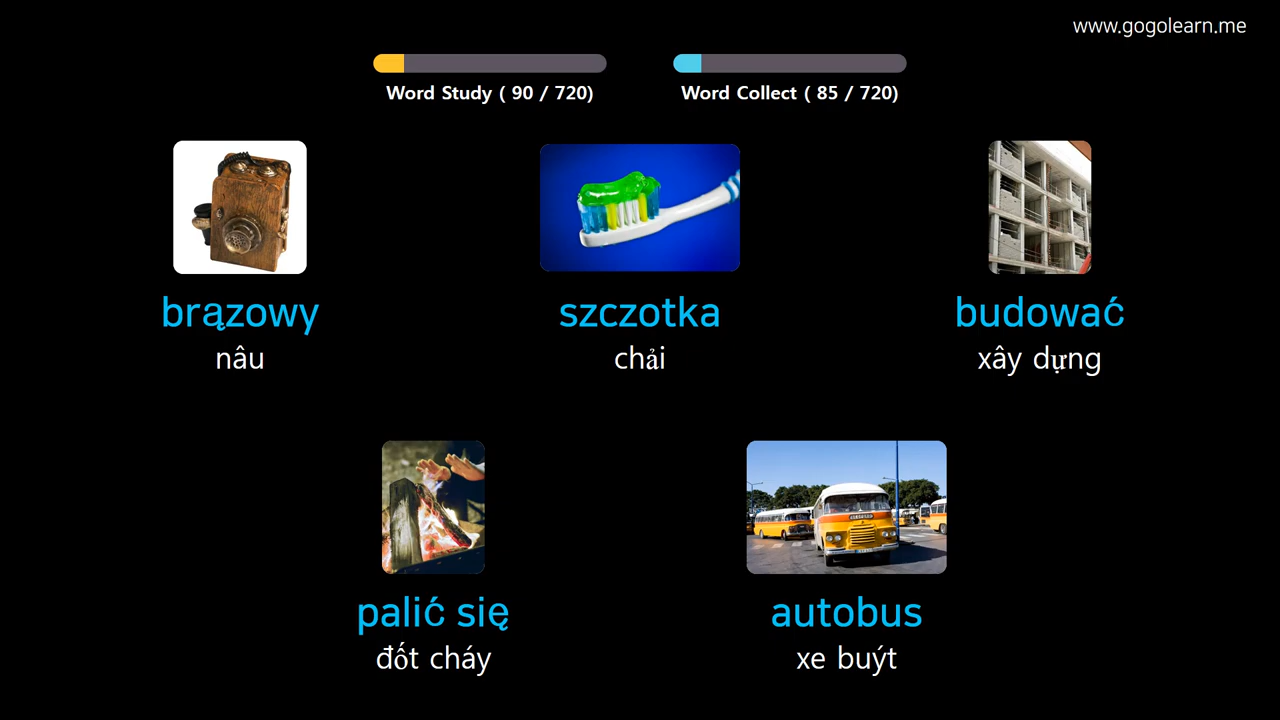 www.gogolearn.me
Word Study ( 90 / 720)
Word Collect ( 85 / 720)
brązowy
nâu
szczotka
chải
budować
xây dựng
palić się
đốt cháy
autobus
xe buýt